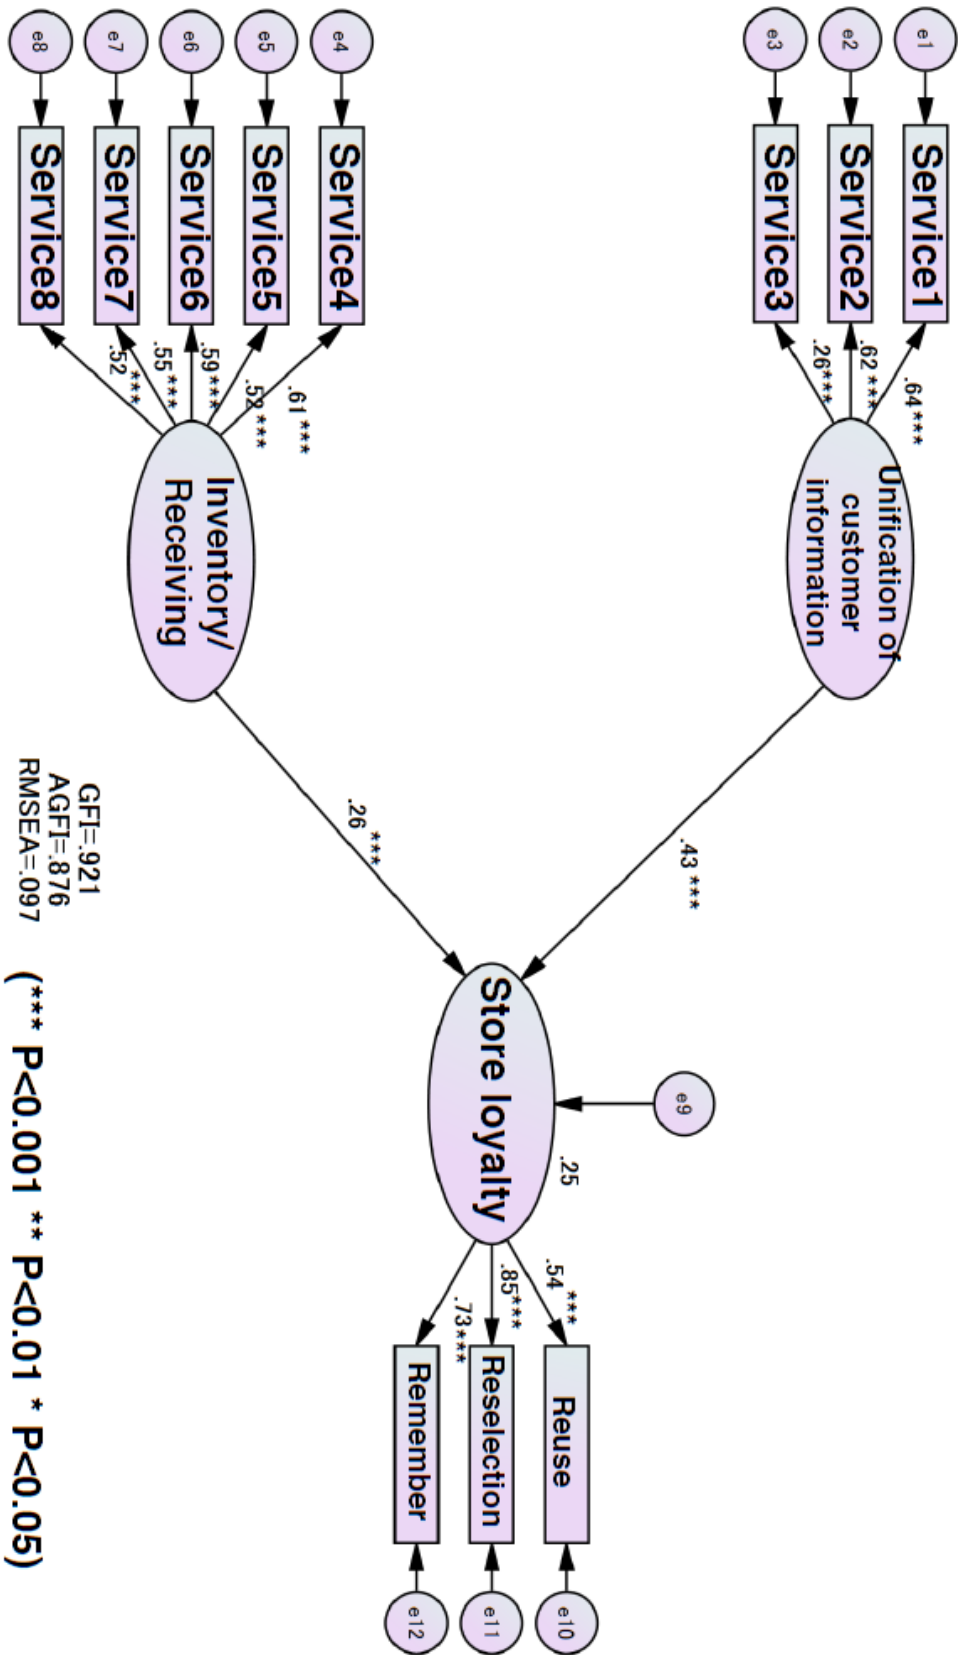 e1
Service1
.64***
e2
Service2
.62***
e3
Service3
.26***
Unification of
customer
information
.43***
e4
Service4
.61***
e5
Service5
.52***
e6
Service6
.59***
e7
Service7
.55***
e8
Service8
.52***
Inventory/
Receiving
.26***
e9
.25
Store loyalty
.54***
Reuse
e10
.85***
Reselection
e11
.73***
Remember
e12
GFI=.921
AGFI=.876
RMSEA=.097
(*** P<0.001 ** P<0.01 * P<0.05)